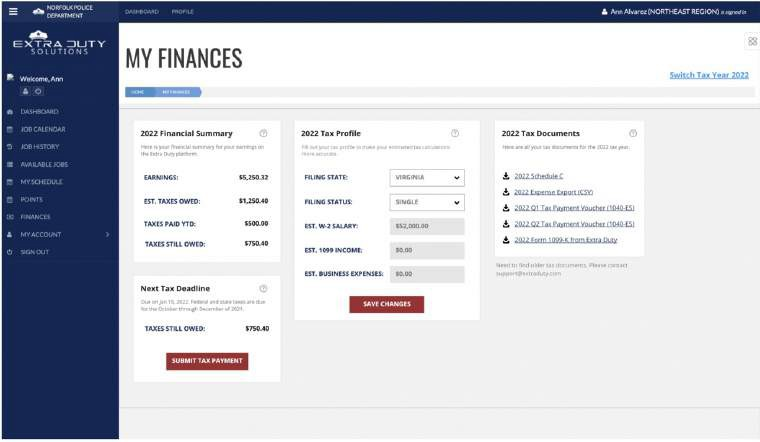 NORFOLK POLICE
DEPARTMENT
DASHBOARD PROFILE
Ann Alvarez (NORTHEAST REGION) is signed in
EXTRA DUTY
SOLUTIONS
Welcome, Ann
DASHBOARD
JOB CALENDAR
JOB HISTORY
AVAILABLE JOBS
MY SCHEDULE
POINTS
FINANCES
MY ACCOUNT
SIGN OUT
MY FINANCES
Switch Tax Year 2022
HOME MY FINANCES
2022 Financial Summary
Here is your financial summary for your earnings on
the Extra Duty platform.
EARNINGS: $5,250.32
EST. TAXES OWED: $1,250.40
TAXES PAID YTD: $500.00
TAXES STILL OWED: $750.40
Next Tax Deadline
Due on Jan 15, 2022. Federal and state taxes are due
for the October through December of 2021.
TAXES STILL OWED: $750.40
SUBMIT TAX PAYMENT
2022 Tax Profile
Fill out your tax profile to make your estimated tax calculations
more accurate.
FILING STATE: VIRGINIA
FILING STATUS: SINGLE
EST. W-2 SALARY: $52,000.00
EST. 1099 INCOME: $0.00
EST. BUSINESS EXPENSES: $0.00
SAVE CHANGES
2022 Tax Documents
Here are all your tax documents for the 2022 tax year.
2022 Schedule C
2022 Expense Export (CSV)
2022 Q1 Tax Payment Voucher (1040-ES)
2022 Q2 Tax Payment Voucher (1040-ES)
2022 Form 1099-K from Extra Duty
Need to find older tax documents. Please contact
support@extraduty.com